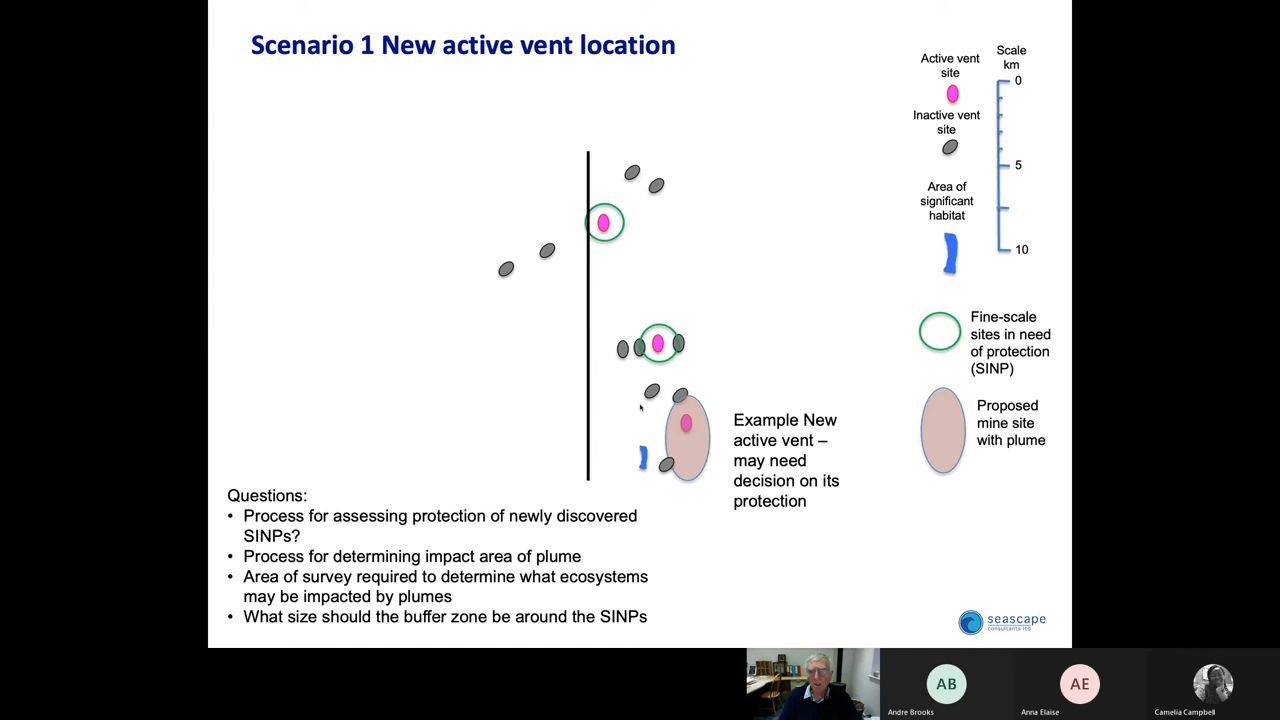 Scenario 1 New active vent location
Active vent
site
Inactive vent
site
Area of
significant
habitat
Scale
km
0
5
10
Fine-scale
sites in need
of protection
(SINP)
Proposed
mine site
with plume
Example New
active vent –
may need
decision on its
protection
Questions:
• Process for assessing protection of newly discovered
SINPs?
• Process for determining impact area of plume
• Area of survey required to determine what ecosystems
may be impacted by plumes
• What size should the buffer zone be around the SINPs
seascape
consultants ltd
AB
Andre Brooks
AE
Anna Elaise
Camelia Campbell